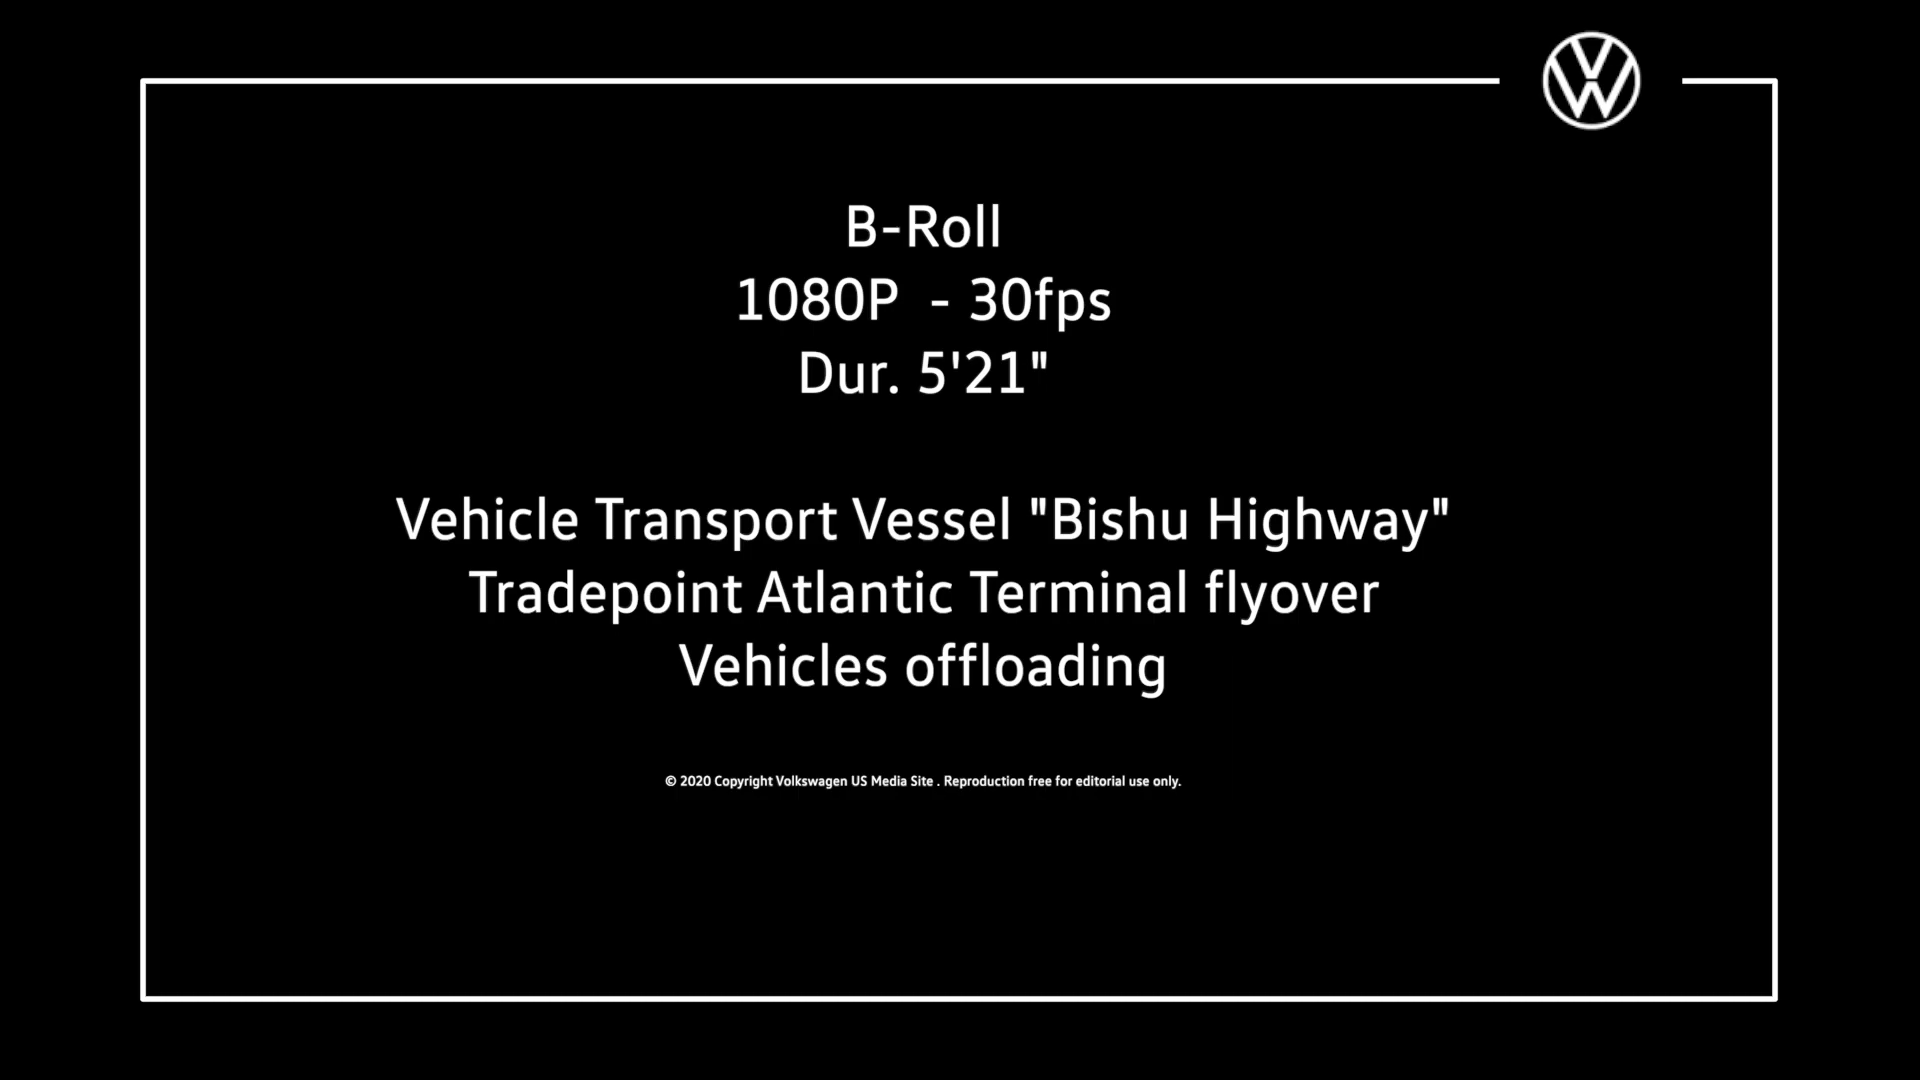 B-Roll
1080P  - 30fps
Dur. 5'21"
Vehicle Transport Vessel "Bishu Highway"
Tradepoint Atlantic Terminal flyover
Vehicles offloading
© 2020 Copyright Volkswagen US Media Site . Reproduction free for editorial use only.